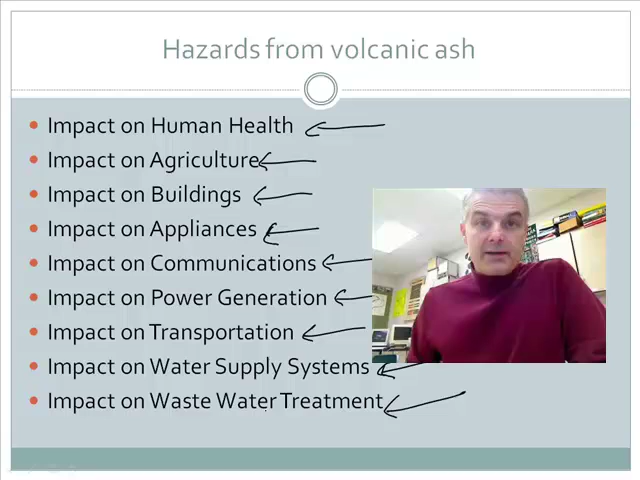 Hazards from volcanic ash
Impact on Human Health
Impact on Agriculture
Impact on Buildings
Impact on Appliances
Impact on Communications
Impact on Power Generation
Impact on Transportation
Impact on Water Supply Systems
Impact on Waste Water Treatment